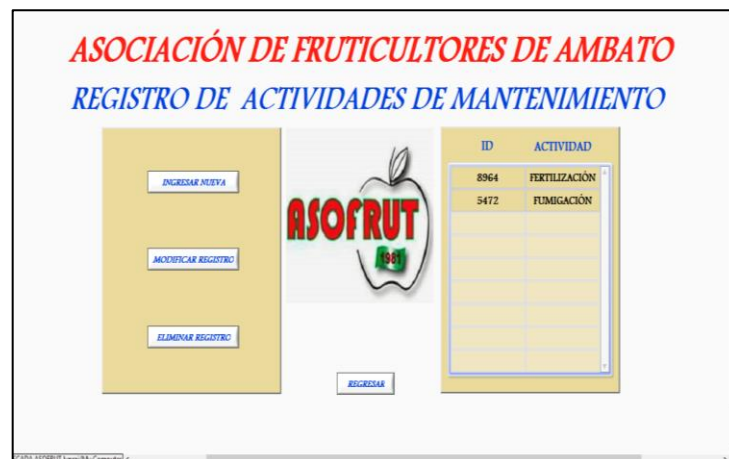 ASOCIACIÓN DE FRUTICULTORES DE AMBATO
REGISTRO DE ACTIVIDADES DE MANTENIMIENTO
INGRESAR NUEVA
MODIFICAR REGISTRO
ELIMINAR REGISTRO
ASOFRUT
1981
REGRESAR
ID ACTIVIDAD
8964 FERTILIZACIÓN
5472 FUMIGACIÓN